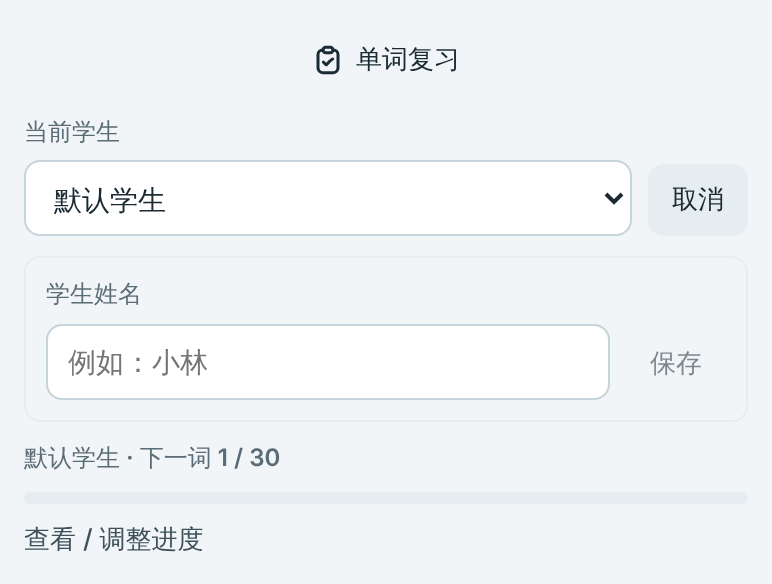 单词复习
当前学生
默认学生
取消
学生姓名
例如：小林
保存
默认学生 · 下一词 1 / 30
查看 / 调整进度